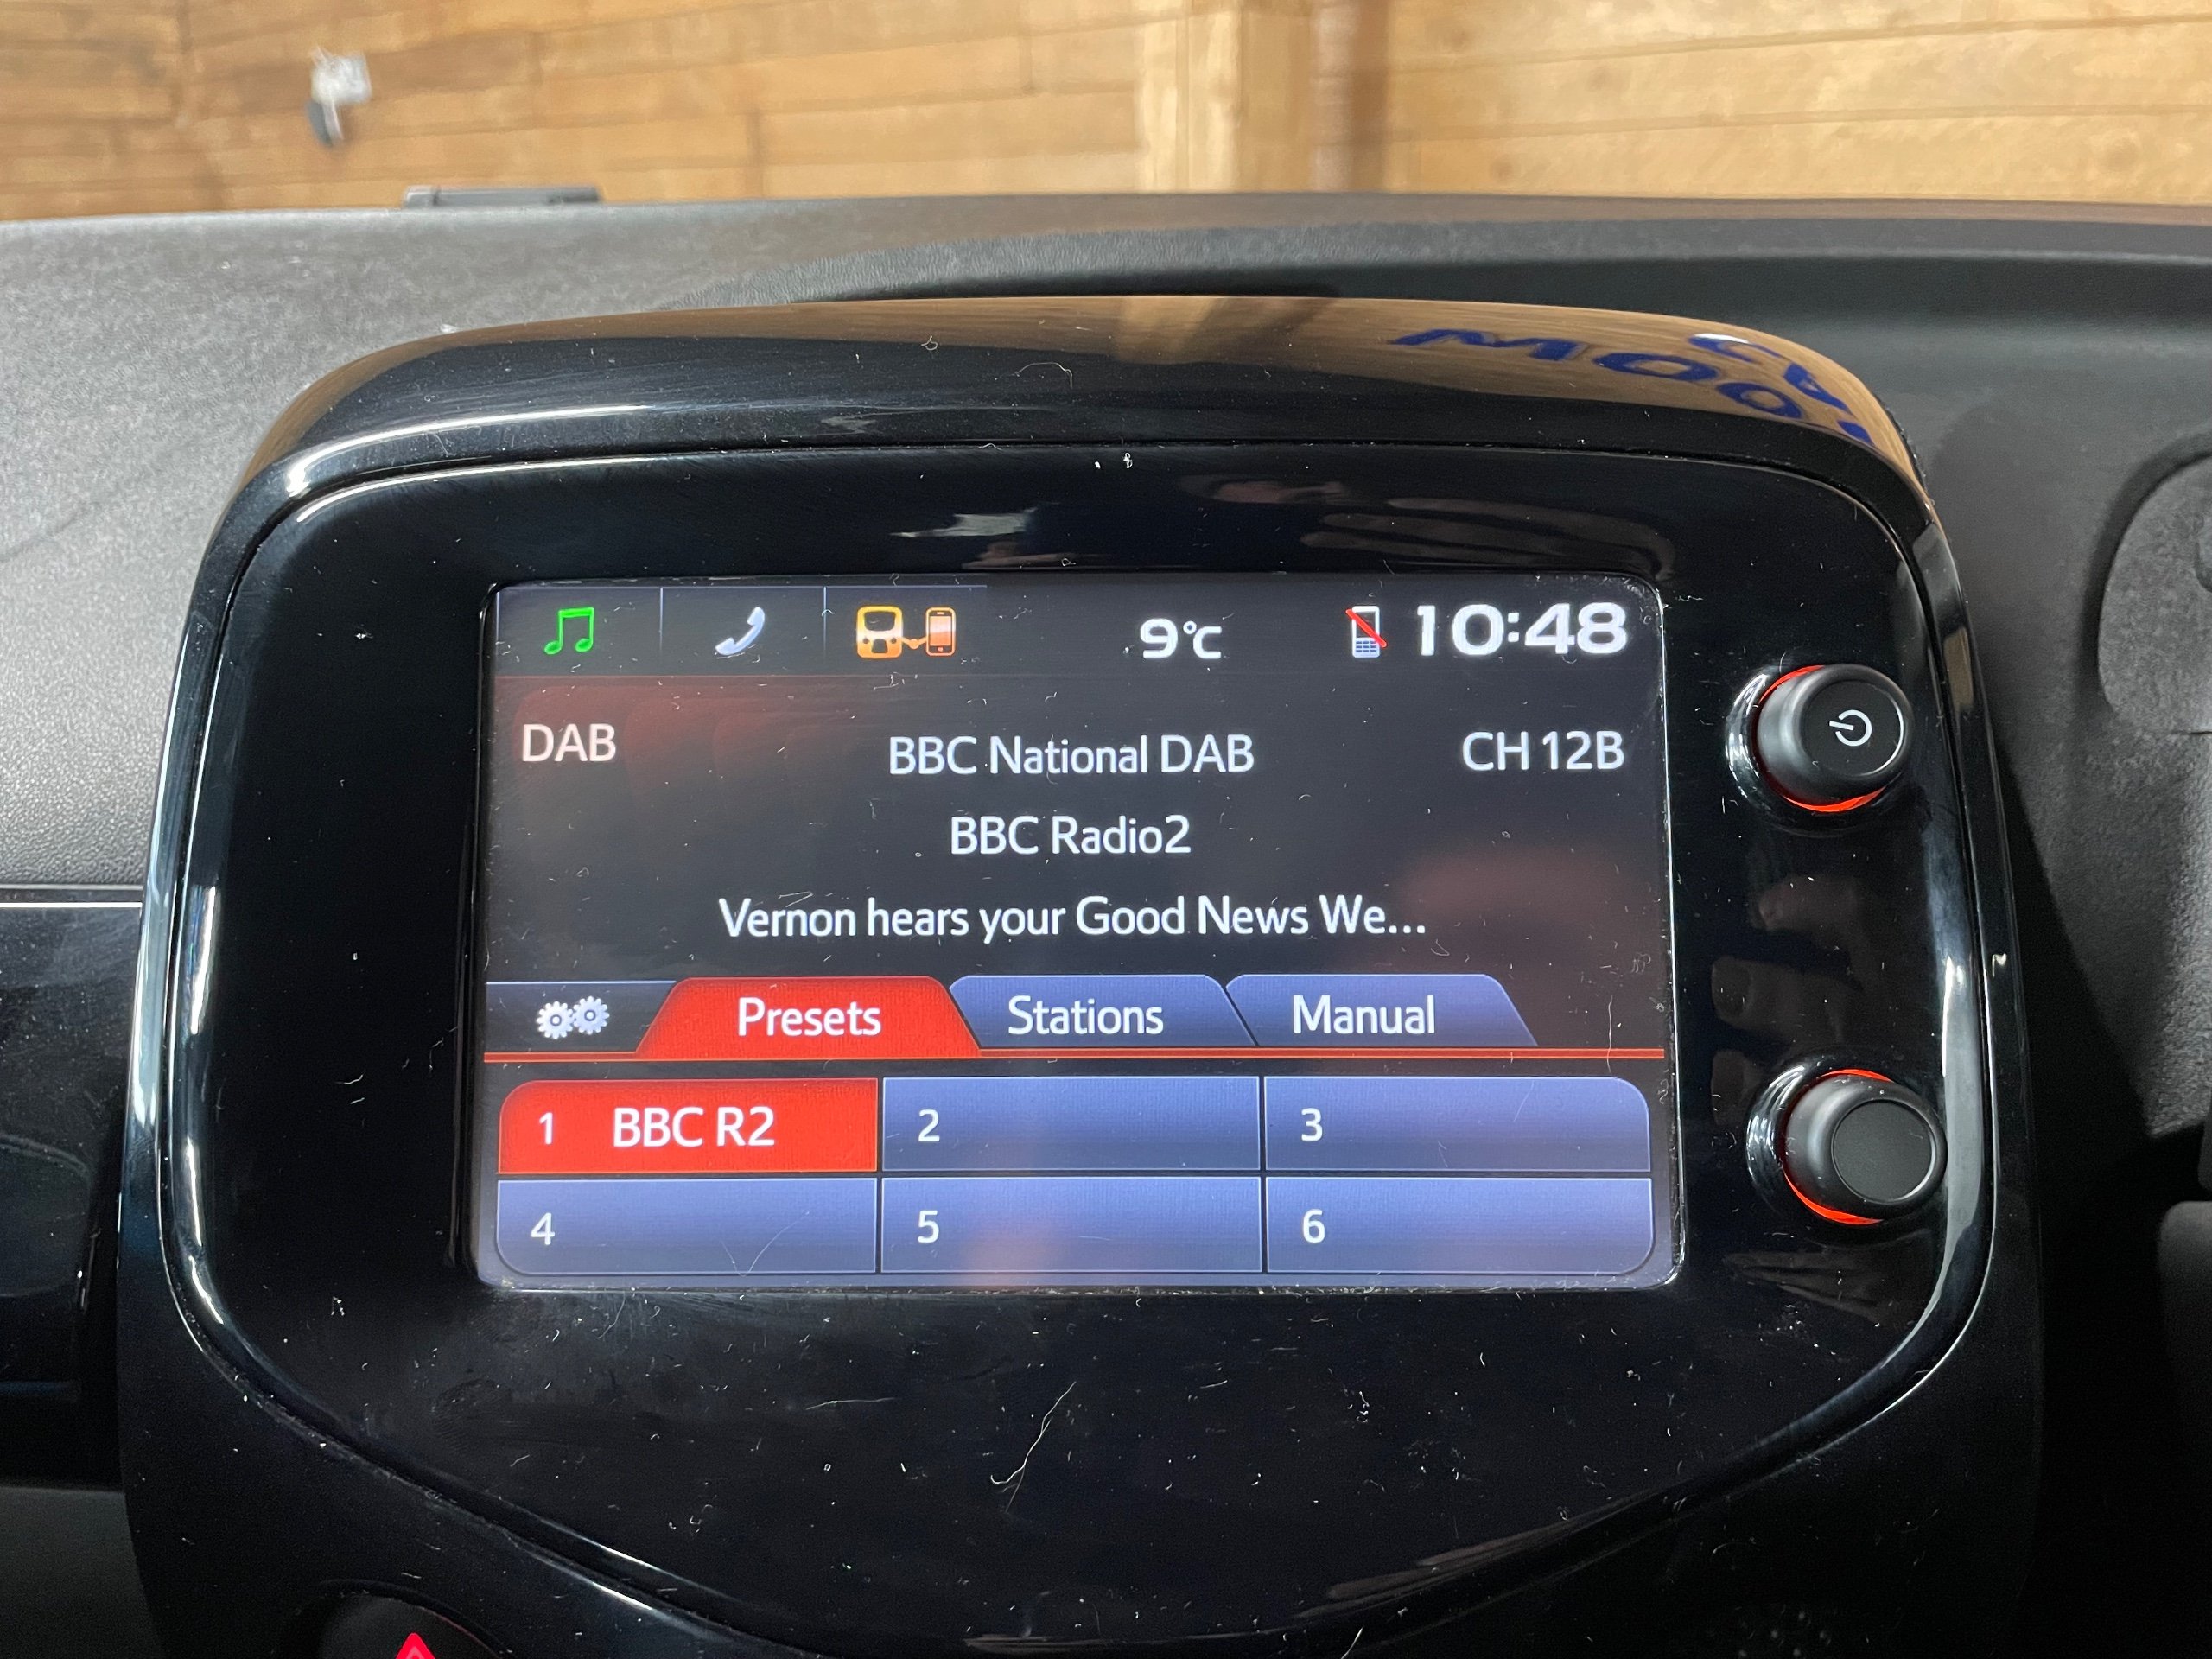 9°C 10:48
DAB BBC National DAB CH 12B
BBC Radio2
Vernon hears your Good News We...
Presets Stations Manual
1 BBC R2 2 3
4 5 6